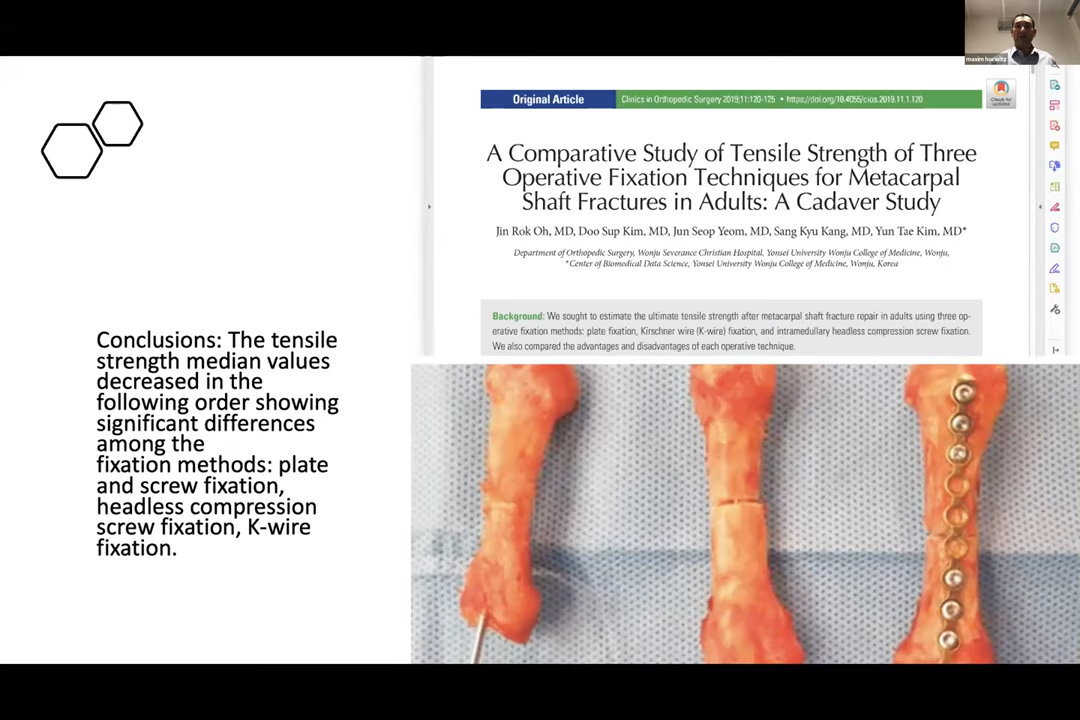 maxim horwitz
Original Article
Clinics in Orthopedic Surgery 2019;11:120-125 • https://doi.org/10.4055/cios.2019.11.1.120
Check for
updates
A Comparative Study of Tensile Strength of Three
Operative Fixation Techniques for Metacarpal
Shaft Fractures in Adults: A Cadaver Study
Jin Rok Oh, MD, Doo Sup Kim, MD, Jun Seop Yeom, MD, Sang Kyu Kang, MD, Yun Tae Kim, MD*
Department of Orthopedic Surgery, Wonju Severance Christian Hospital, Yonsei University Wonju College of Medicine, Wonju,
*Center of Biomedical Data Science, Yonsei University Wonju College of Medicine, Wonju, Korea
Background: We sought to estimate the ultimate tensile strength after metacarpal shaft fracture repair in adults using three op-
erative fixation methods: plate fixation, Kirschner wire (K-wire) fixation, and intramedullary headless compression screw fixation.
We also compared the advantages and disadvantages of each operative technique.
Conclusions: The tensile
strength median values
decreased in the
following order showing
significant differences
among the
fixation methods: plate
and screw fixation,
headless compression
screw fixation, K-wire
fixation.